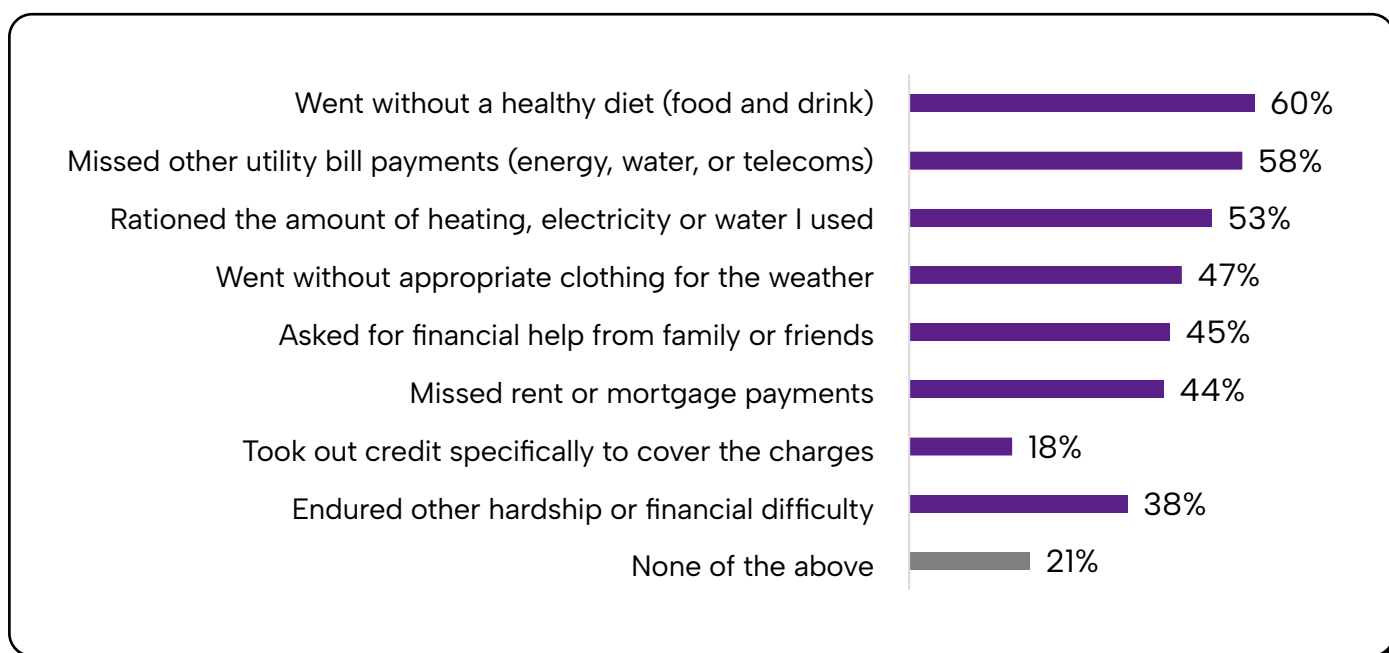 Went without a healthy diet (food and drink) 60%
Missed other utility bill payments (energy, water, or telecoms) 58%
Rationed the amount of heating, electricity or water I used 53%
Went without appropriate clothing for the weather 47%
Asked for financial help from family or friends 45%
Missed rent or mortgage payments 44%
Took out credit specifically to cover the charges 18%
Endured other hardship or financial difficulty 38%
None of the above 21%